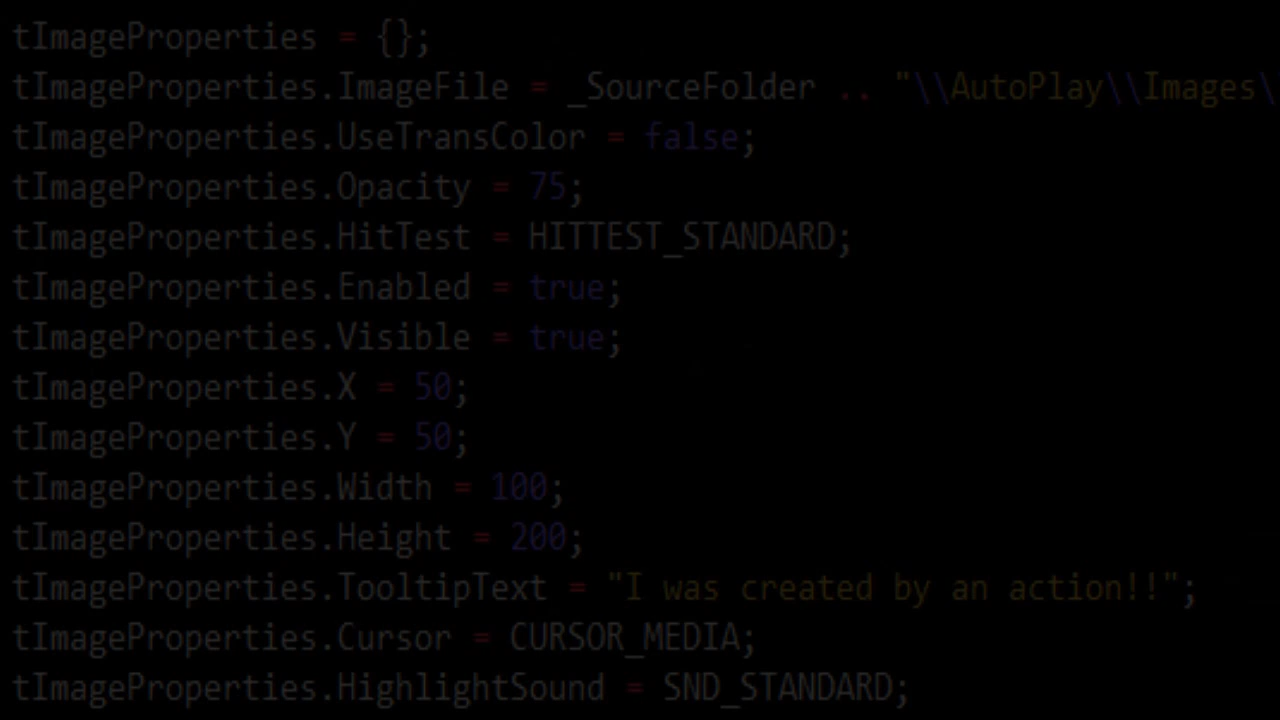 tImageProperties = {};
tImageProperties.ImageFile = _SourceFolder .. "\\AutoPlay\\Images\
tImageProperties.UseTransColor = false;
tImageProperties.Opacity = 75;
tImageProperties.HitTest = HITTEST_STANDARD;
tImageProperties.Enabled = true;
tImageProperties.Visible = true;
tImageProperties.X = 50;
tImageProperties.Y = 50;
tImageProperties.Width = 100;
tImageProperties.Height = 200;
tImageProperties.TooltipText = "I was created by an action!!";
tImageProperties.Cursor = CURSOR_MEDIA;
tImageProperties.HighlightSound = SND_STANDARD;